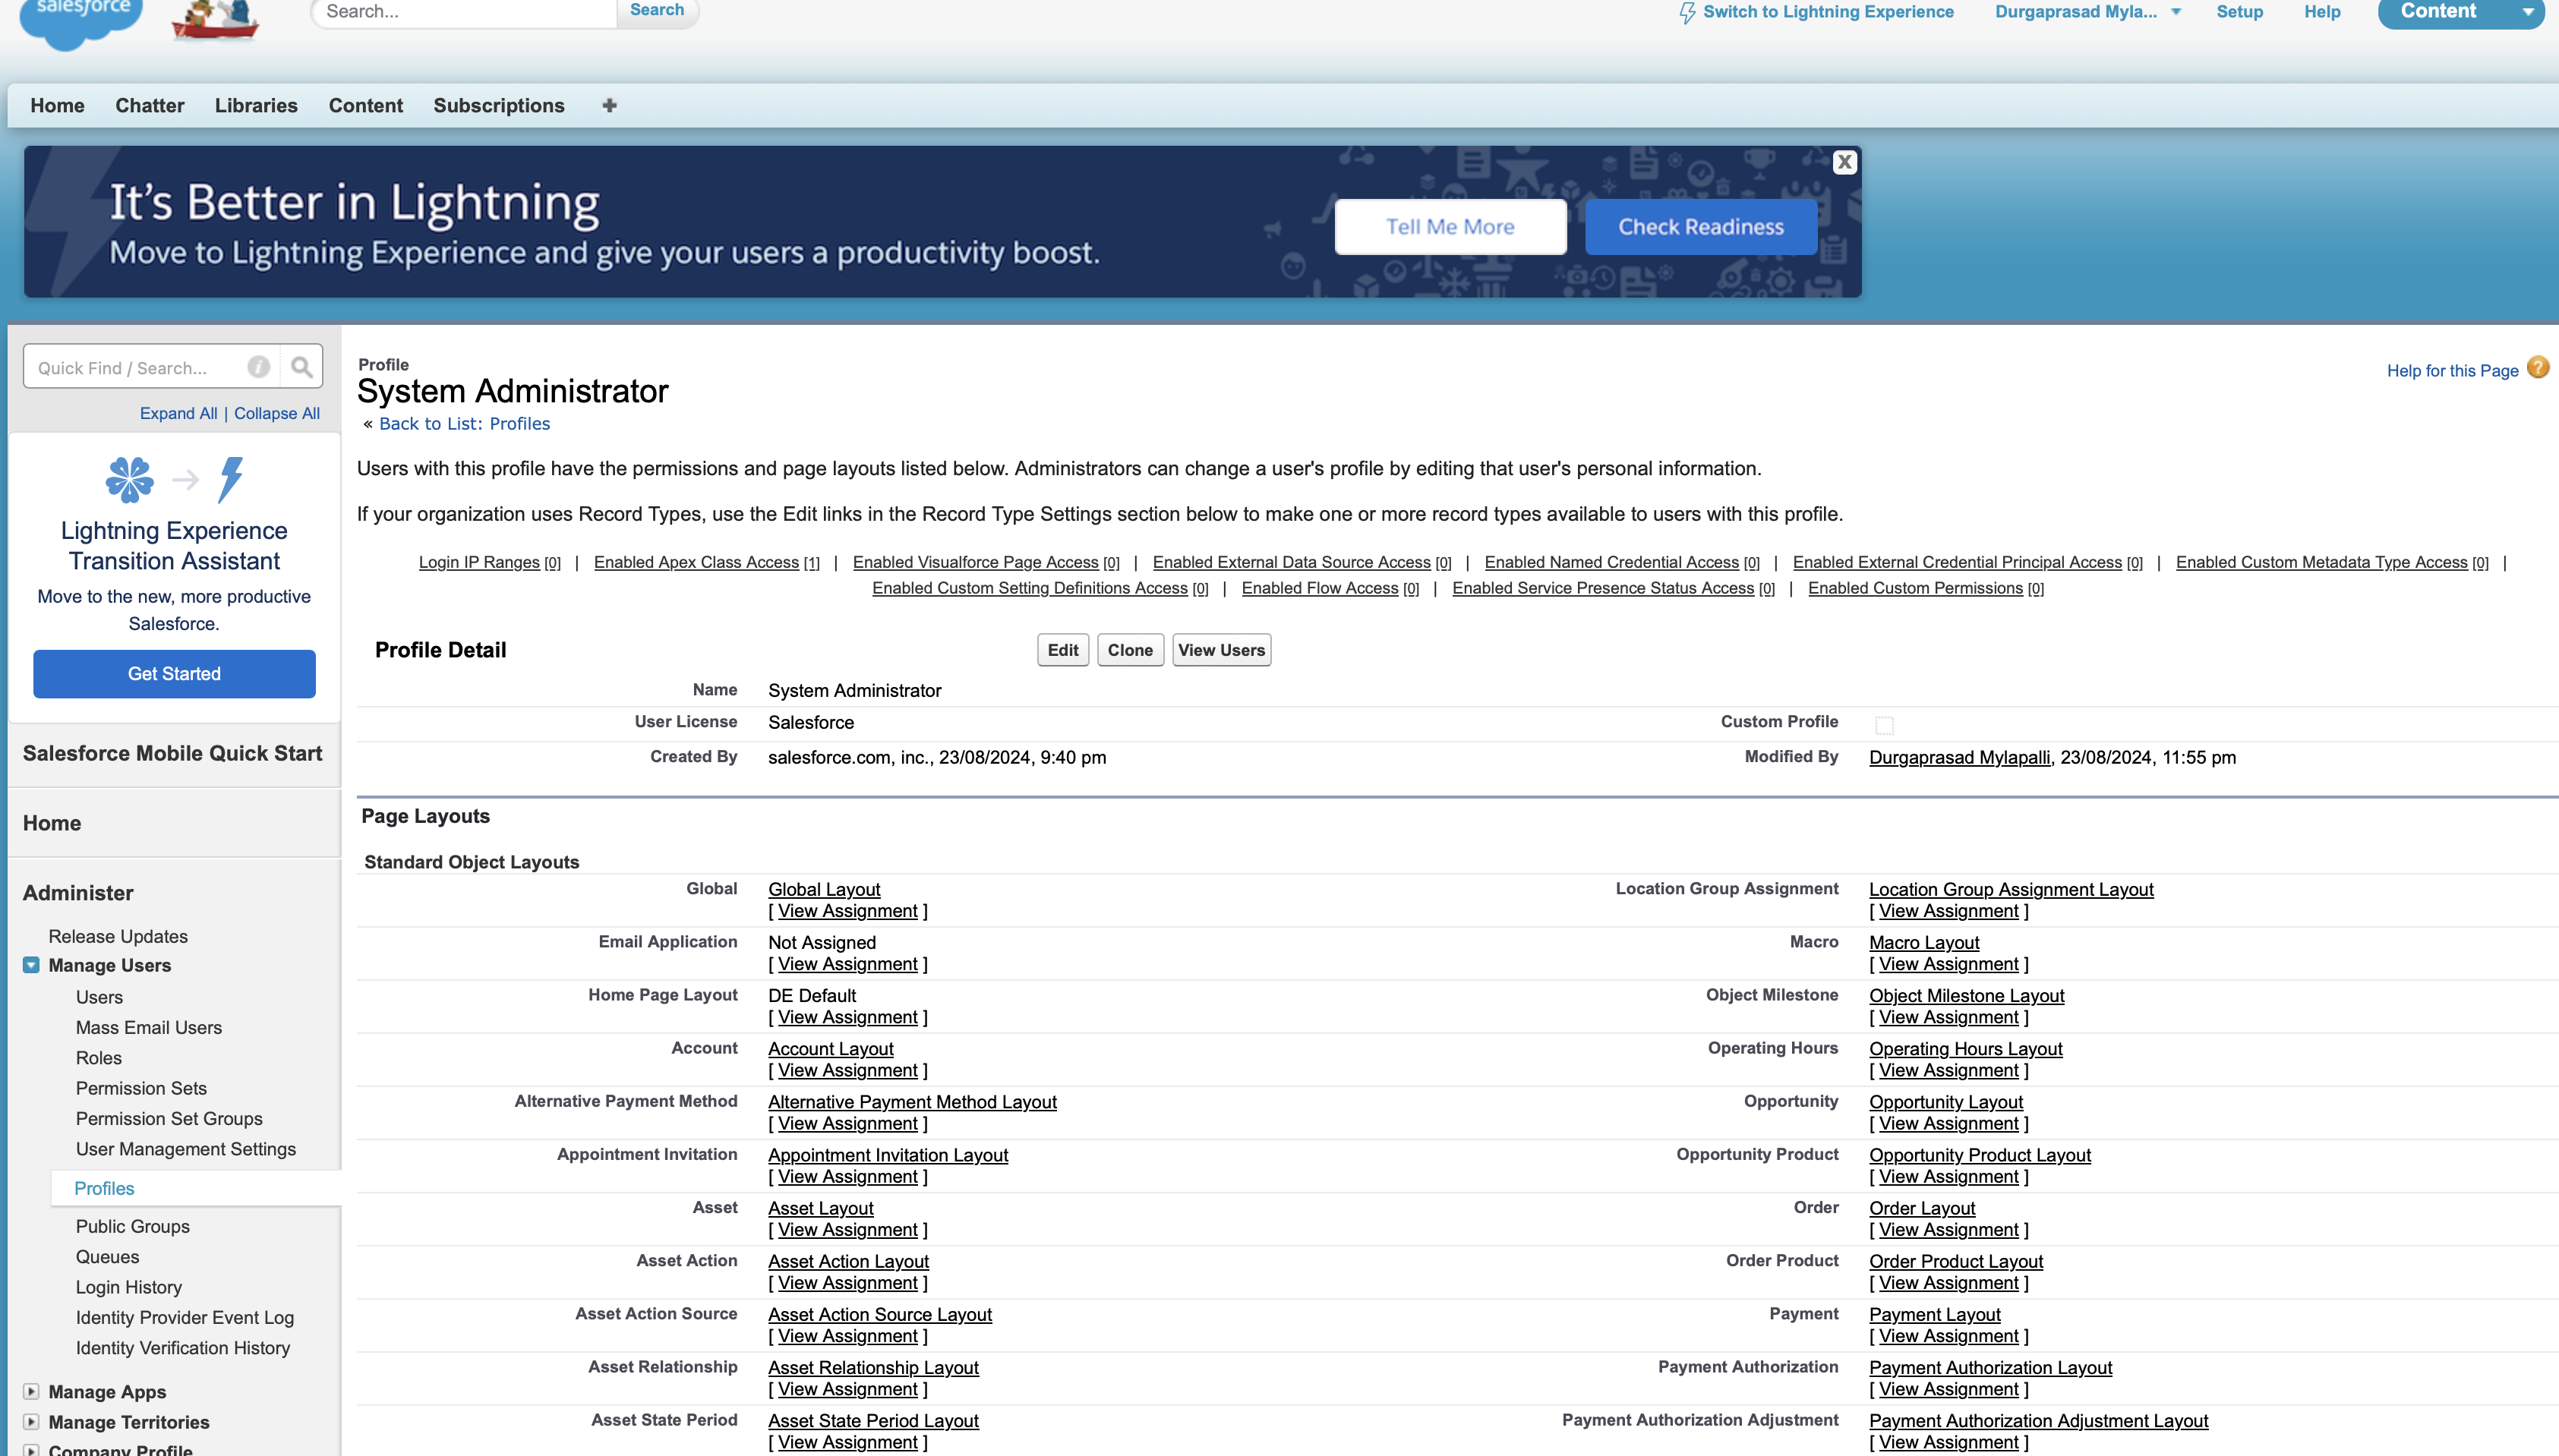 salesforce
Search...
Search
Switch to Lightning Experience
Durgaprasad Myla...
Setup
Help
Content
Home
Chatter
Libraries
Content
Subscriptions
+
It's Better in Lightning
Move to Lightning Experience and give your users a productivity boost.
Tell Me More
Check Readiness
X
Quick Find / Search...
Expand All | Collapse All
Lightning Experience
Transition Assistant
Move to the new, more productive
Salesforce.
Get Started
Salesforce Mobile Quick Start
Home
Administer
Release Updates
Manage Users
Users
Mass Email Users
Roles
Permission Sets
Permission Set Groups
User Management Settings
Profiles
Public Groups
Queues
Login History
Identity Provider Event Log
Identity Verification History
Manage Apps
Manage Territories
Company Profile
Profile
System Administrator
« Back to List: Profiles
Help for this Page ?
Users with this profile have the permissions and page layouts listed below. Administrators can change a user's profile by editing that user's personal information.
If your organization uses Record Types, use the Edit links in the Record Type Settings section below to make one or more record types available to users with this profile.
Login IP Ranges [0] | Enabled Apex Class Access [1] | Enabled Visualforce Page Access [0] | Enabled External Data Source Access [0] | Enabled Named Credential Access [0] | Enabled External Credential Principal Access [0] | Enabled Custom Metadata Type Access [0] |
Enabled Custom Setting Definitions Access [0] | Enabled Flow Access [0] | Enabled Service Presence Status Access [0] | Enabled Custom Permissions [0]
Profile Detail
Edit
Clone
View Users
Name System Administrator
User License Salesforce
Custom Profile
Created By salesforce.com, inc., 23/08/2024, 9:40 pm
Modified By Durgaprasad Mylapalli, 23/08/2024, 11:55 pm
Page Layouts
Standard Object Layouts
Global Global Layout
[ View Assignment ]
Location Group Assignment Location Group Assignment Layout
[ View Assignment ]
Email Application Not Assigned
[ View Assignment ]
Macro Macro Layout
[ View Assignment ]
Home Page Layout DE Default
[ View Assignment ]
Object Milestone Object Milestone Layout
[ View Assignment ]
Account Account Layout
[ View Assignment ]
Operating Hours Operating Hours Layout
[ View Assignment ]
Alternative Payment Method Alternative Payment Method Layout
[ View Assignment ]
Opportunity Opportunity Layout
[ View Assignment ]
Appointment Invitation Appointment Invitation Layout
[ View Assignment ]
Opportunity Product Opportunity Product Layout
[ View Assignment ]
Asset Asset Layout
[ View Assignment ]
Order Order Layout
[ View Assignment ]
Asset Action Asset Action Layout
[ View Assignment ]
Order Product Order Product Layout
[ View Assignment ]
Asset Action Source Asset Action Source Layout
[ View Assignment ]
Payment Payment Layout
[ View Assignment ]
Asset Relationship Asset Relationship Layout
[ View Assignment ]
Payment Authorization Payment Authorization Layout
[ View Assignment ]
Asset State Period Asset State Period Layout
[ View Assignment ]
Payment Authorization Adjustment Payment Authorization Adjustment Layout
[ View Assignment ]